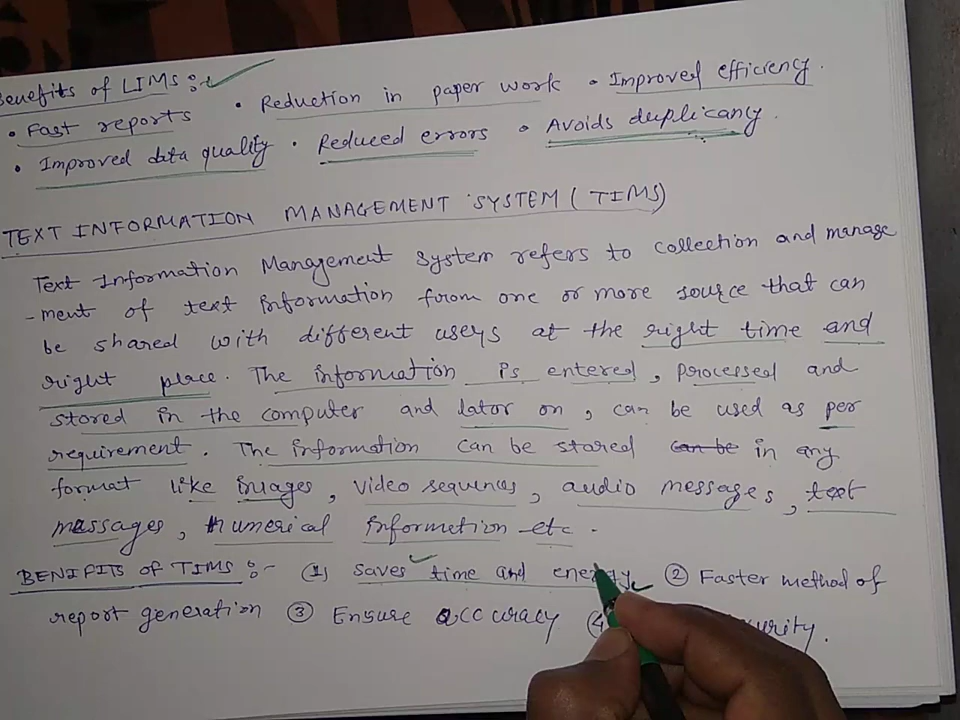 Benefits of LIMS :-
• Fast reports • Reduction in paper work • Improved efficiency.
• Improved data quality • Reduced errors • Avoids duplicany.
TEXT INFORMATION MANAGEMENT SYSTEM (TIMS)
Text Information Management System refers to collection and manage
-ment of text information from one or more source that can
be shared with different users at the right time and
right place. The information is entered, processed and
stored in the computer and lator on, can be used as per
requirement. The information can be stored can be in any
format like images, video sequences, audio messages, text
messages, numerical informetion etc.
BENIFITS of TIMS :- (1) Saves time and energy (2) Faster method of
report generation (3) Ensure accuracy (4